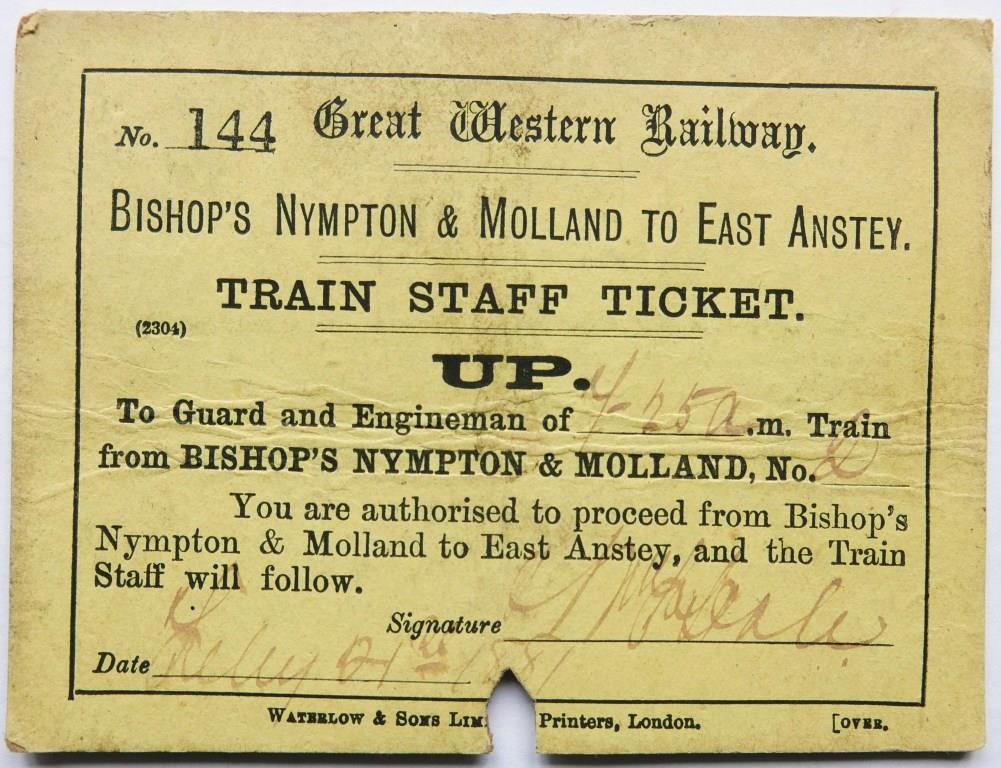 No. 144 Great Western Railway.
BISHOP'S NYMPTON & MOLLAND TO EAST ANSTEY.
TRAIN STAFF TICKET.
(2304)
UP.
To Guard and Engineman of 4-25 a.m. Train
from BISHOP'S NYMPTON & MOLLAND, No.
You are authorised to proceed from Bishop's
Nympton & Molland to East Anstey, and the Train
Staff will follow.
Signature
Date 21st
WATERLOW & SONS LIM Printers, London. [OVER.